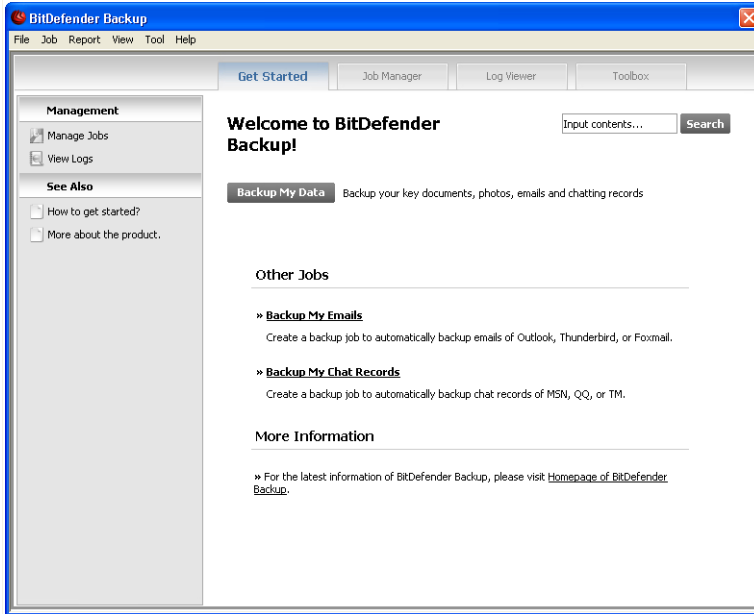 BitDefender Backup
File Job Report View Tool Help
Get Started Job Manager Log Viewer Toolbox
Management
Manage Jobs
View Logs
See Also
How to get started?
More about the product.
Welcome to BitDefender
Backup!
Input contents... Search
Backup My Data Backup your key documents, photos, emails and chatting records
Other Jobs
» Backup My Emails
Create a backup job to automatically backup emails of Outlook, Thunderbird, or Foxmail.
» Backup My Chat Records
Create a backup job to automatically backup chat records of MSN, QQ, or TM.
More Information
» For the latest information of BitDefender Backup, please visit Homepage of BitDefender
Backup.